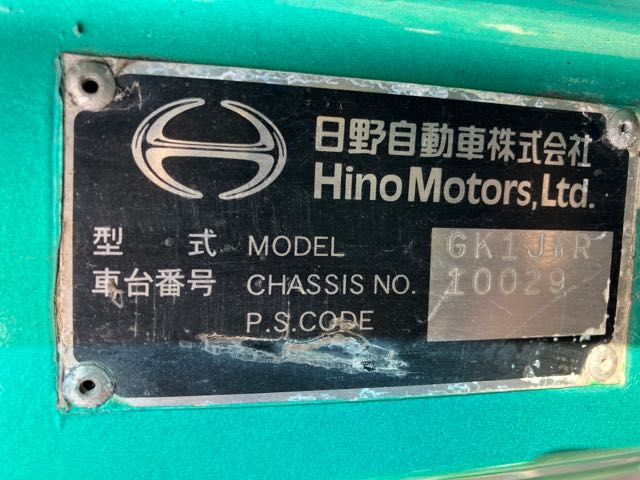 日野自動車株式会社
Hino Motors, Ltd.
型 式 MODEL GK1JWR
車台番号 CHASSIS NO. 10029
P.S.CODE